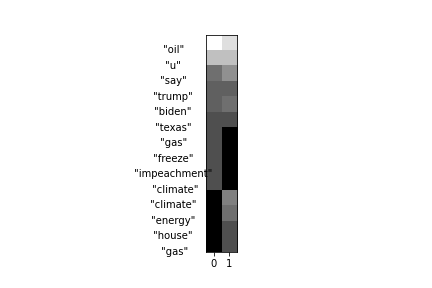 "oil"
"u"
"say"
"trump"
"biden"
"texas"
"gas"
"freeze"
"impeachment"
"climate"
"climate"
"energy"
"house"
"gas"
0 1